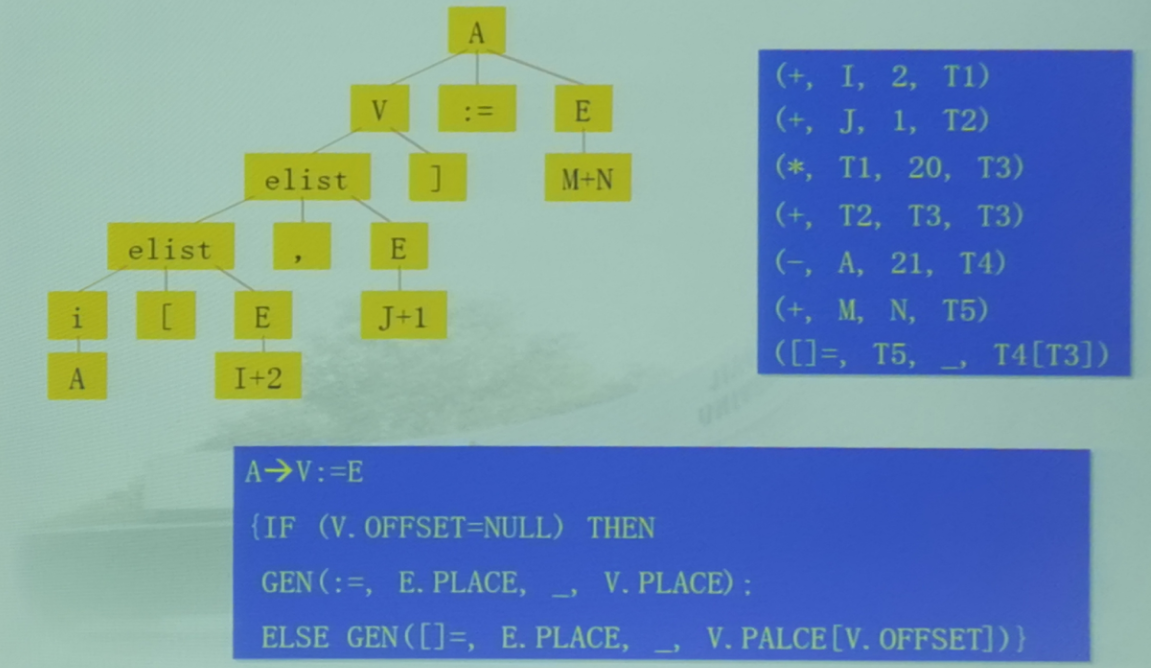 A
V := E
elist ] M+N
elist , E
i [ E J+1
A I+2
(+, I, 2, T1)
(+, J, 1, T2)
(*, T1, 20, T3)
(+, T2, T3, T3)
(-, A, 21, T4)
(+, M, N, T5)
([]=, T5, _, T4[T3])
A→V:=E
{IF (V.OFFSET=NULL) THEN
GEN(:=, E.PLACE, _, V.PLACE):
ELSE GEN([]=, E.PLACE, _, V.PALCE[V.OFFSET])}